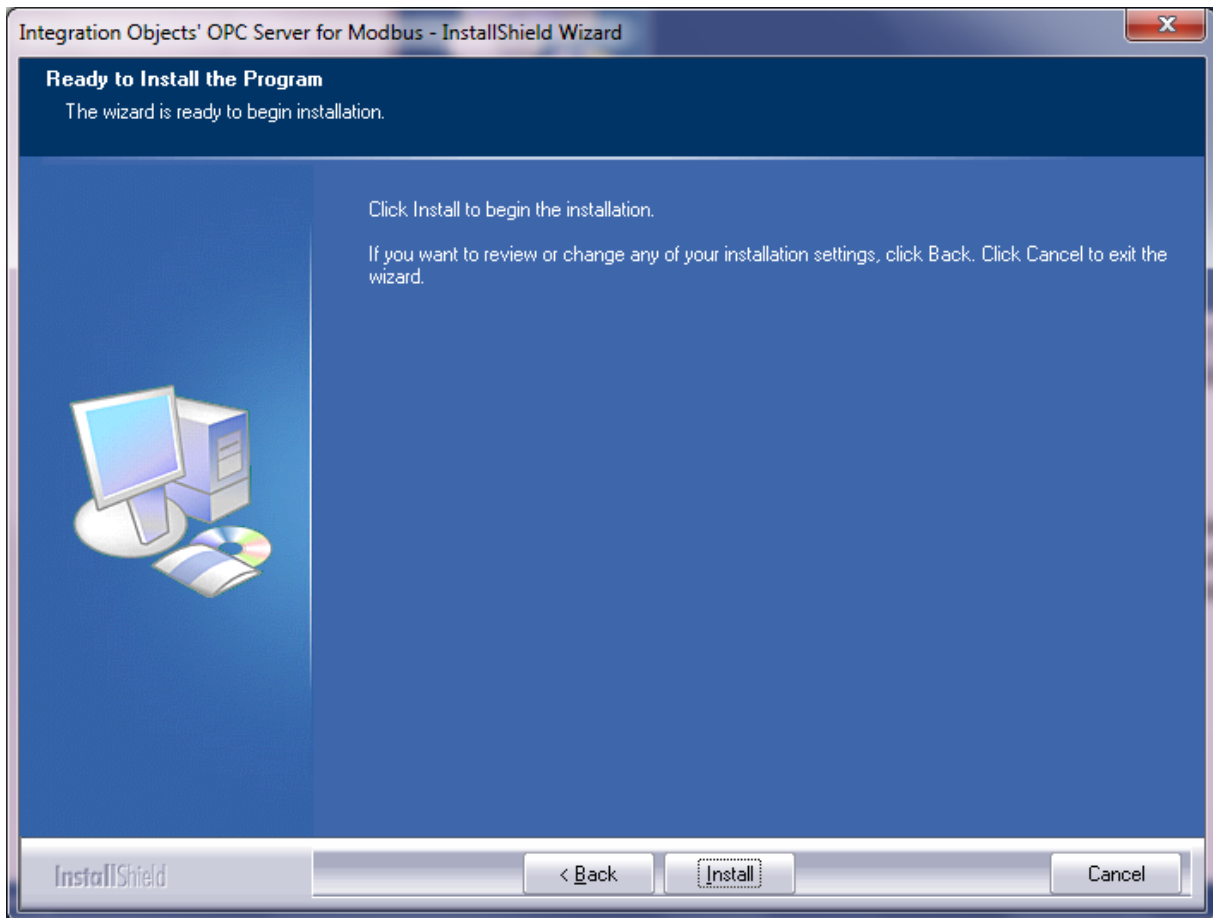 Integration Objects' OPC Server for Modbus - InstallShield Wizard
Ready to Install the Program
The wizard is ready to begin installation.
Click Install to begin the installation.
If you want to review or change any of your installation settings, click Back. Click Cancel to exit the
wizard.
InstallShield
< Back
Install
Cancel